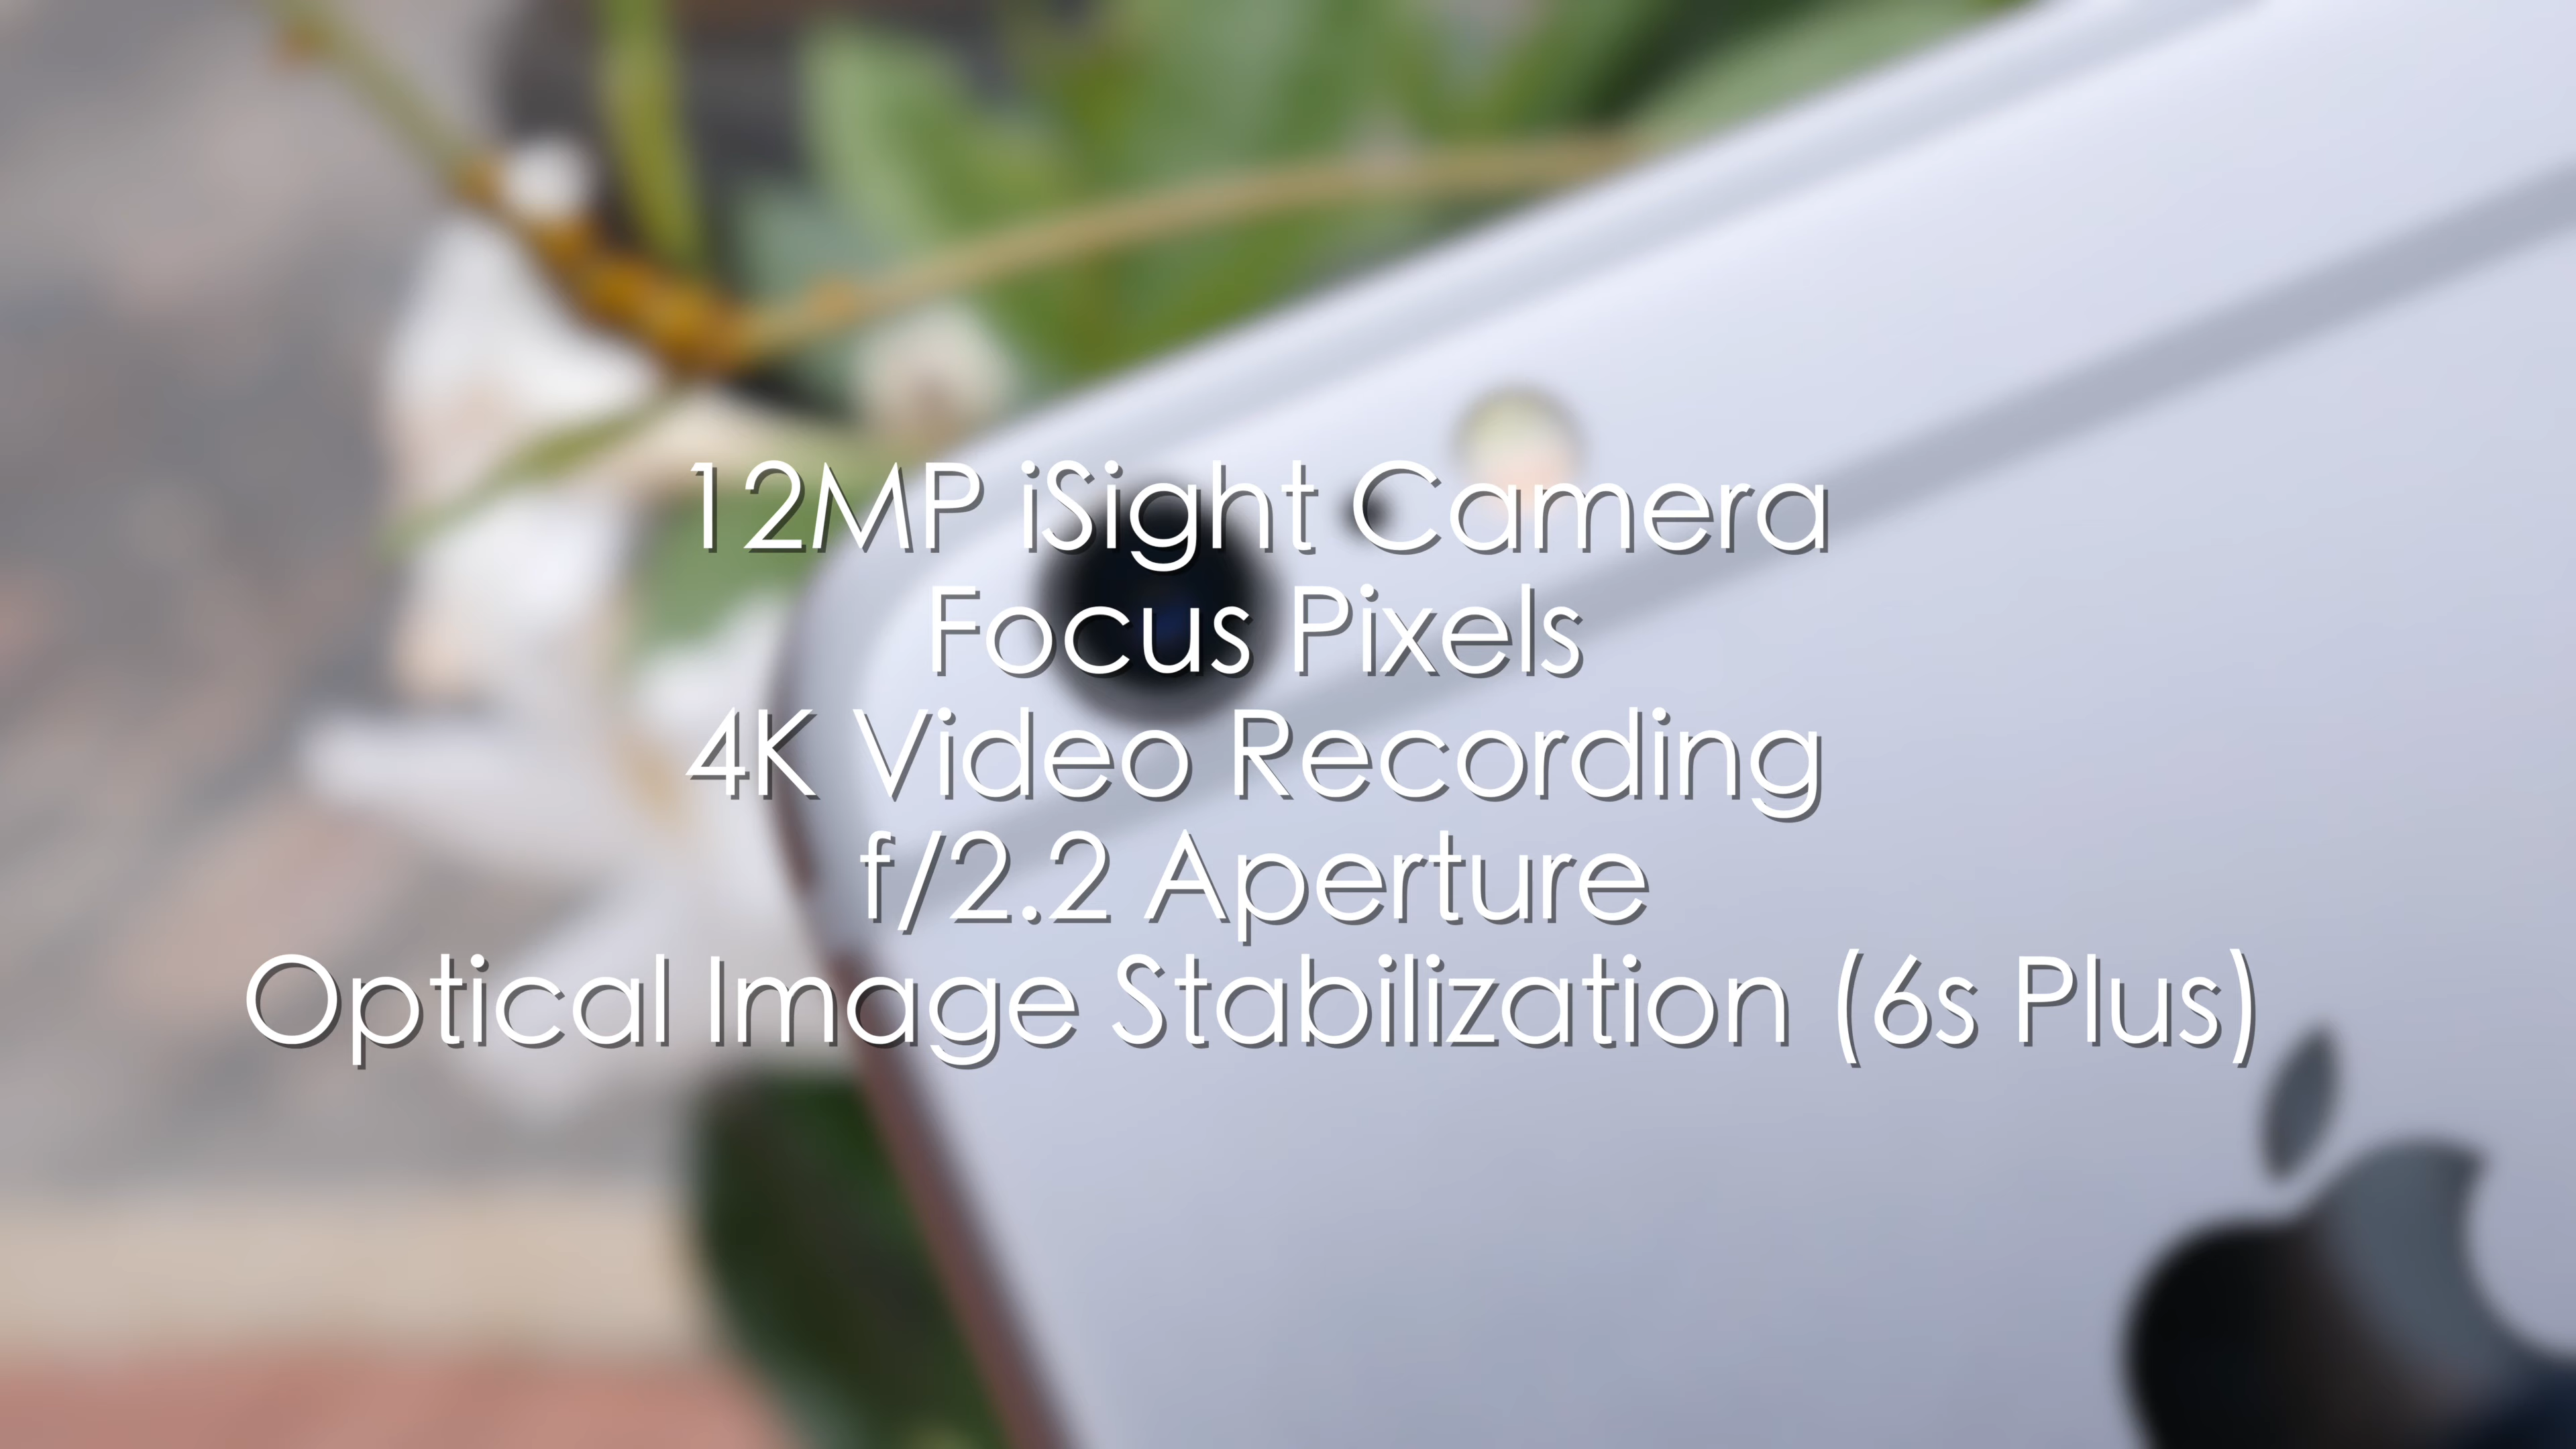 12MP iSight Camera
Focus Pixels
4K Video Recording
f/2.2 Aperture
Optical Image Stabilization (6s Plus)